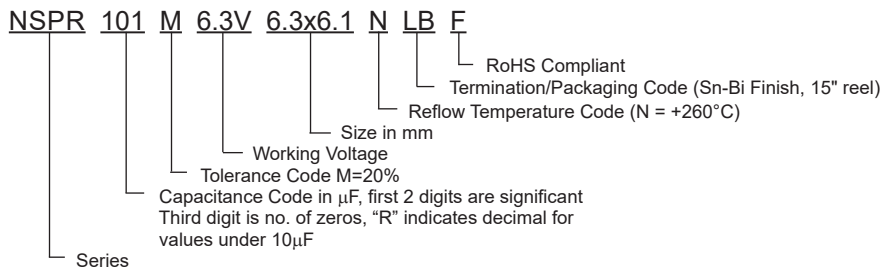 NSPR 101 M 6.3V 6.3x6.1 N LB F
RoHS Compliant
Termination/Packaging Code (Sn-Bi Finish, 15" reel)
Reflow Temperature Code (N = +260°C)
Size in mm
Working Voltage
Tolerance Code M=20%
Capacitance Code in μF, first 2 digits are significant
Third digit is no. of zeros, “R” indicates decimal for
values under 10μF
Series